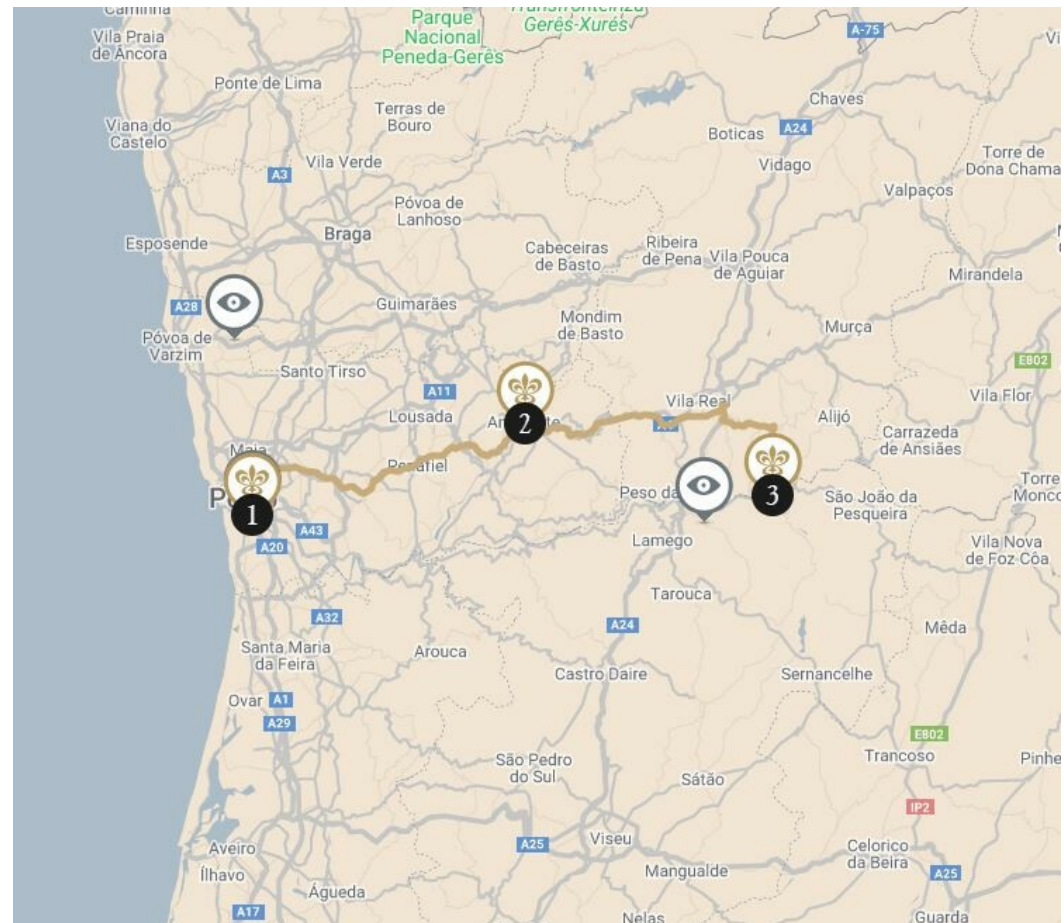 Caminha
Parque
Nacional
Peneda-Gerês
Transfronteiriza
Gerês-Xurés
A-75
Vila Praia
de Âncora
Ponte de Lima
Chaves
Viana do
Castelo
Terras de
Bouro
Boticas
A24
Vila Verde
A3
Vidago
Torre de
Dona Chama
Valpaços
Póvoa de
Lanhoso
Braga
Esposende
Cabeceiras
de Basto
Ribeira
de Pena
Vila Pouca
de Aguiar
Mirandela
A28
Guimarães
Mondim
de Basto
Murça
Póvoa de
Varzim
Santo Tirso
E802
A11
Lousada
Vila Real
Vila Flor
Alijó
2
Carrazeda
de Ansiães
Maia
Penafiel
1
Peso da
3
São João da
Pesqueira
A43
A20
Lamego
Vila Nova
de Foz Côa
Tarouca
A32
A24
Mêda
Santa Maria
da Feira
Arouca
Castro Daire
Sernancelhe
Ovar
A1
A29
E802
São Pedro
do Sul
Sátão
Trancoso
IP2
Aveiro
Viseu
A25
Celorico
da Beira
Ílhavo
Águeda
Mangualde
A25
A17
Nelas
Guarda